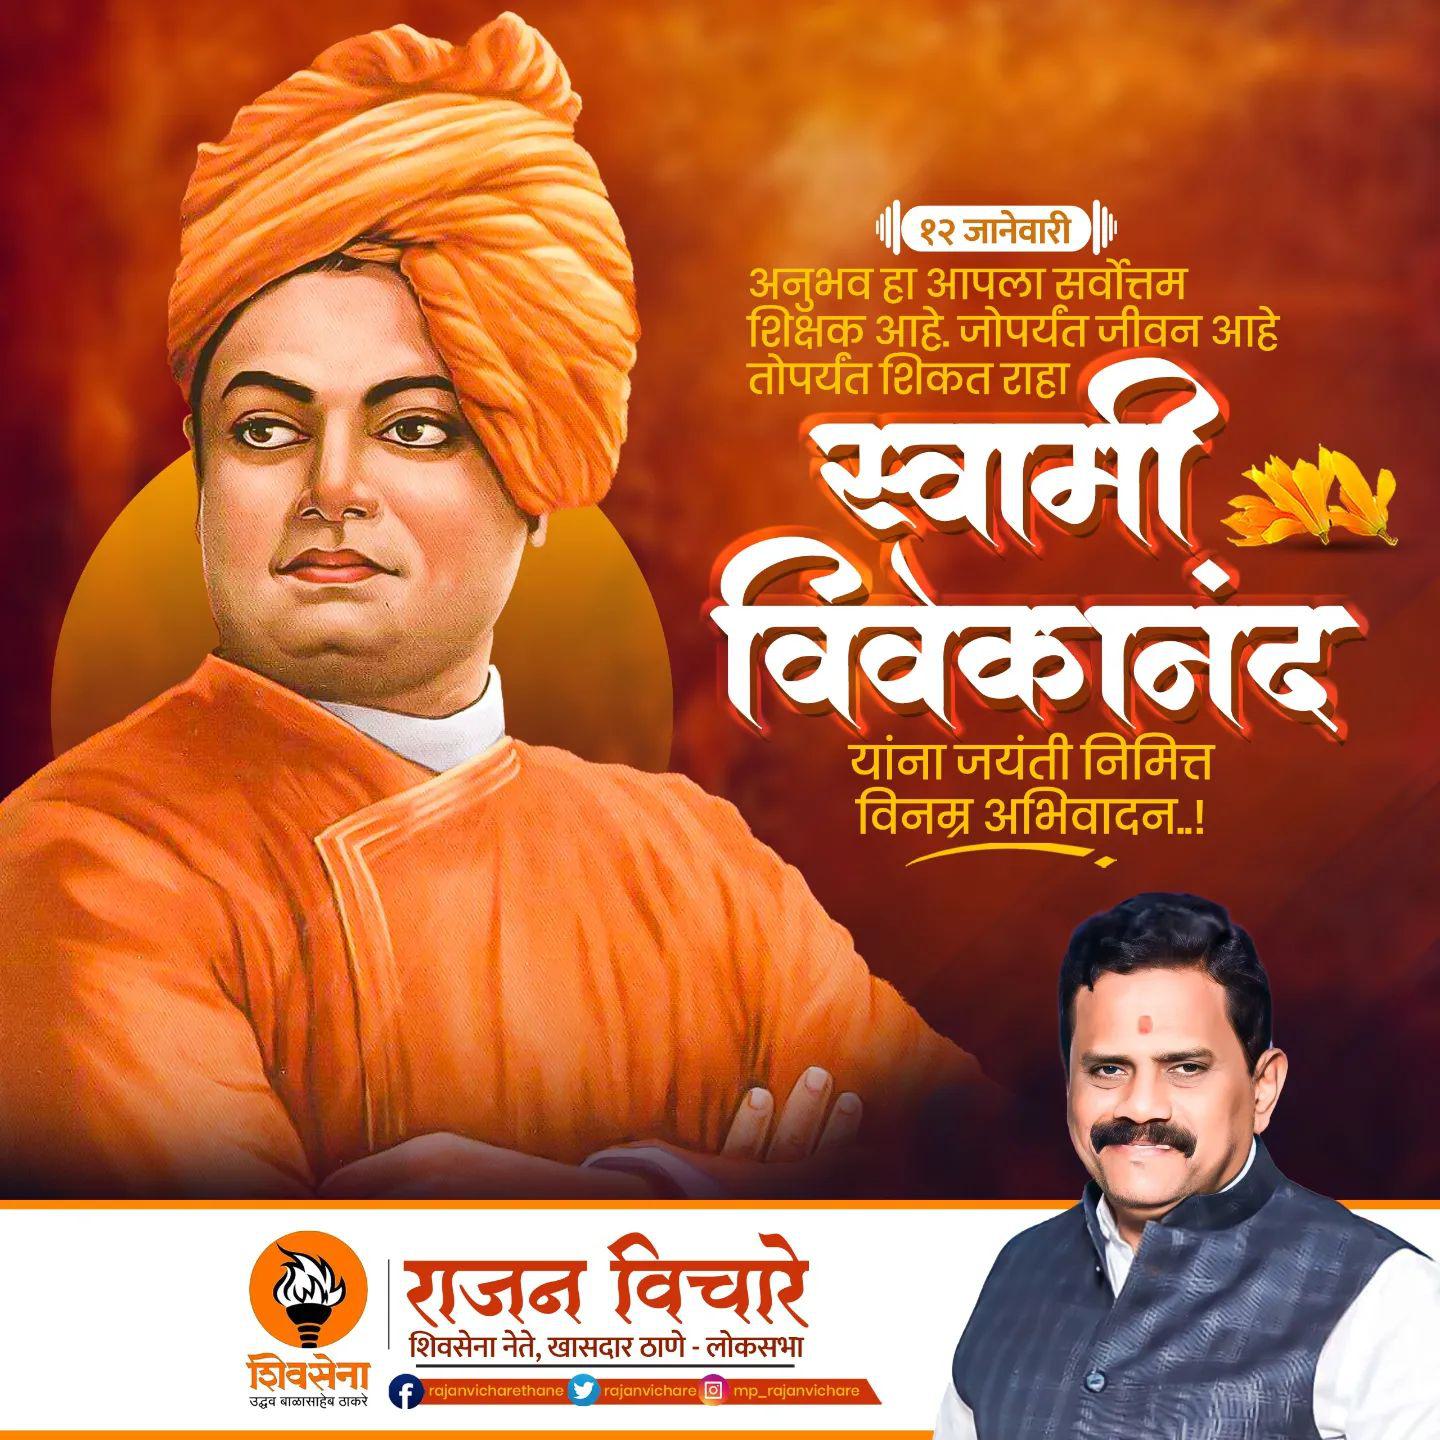 १२ जानेवारी
अनुभव हा आपला सर्वोत्तम
शिक्षक आहे. जोपर्यंत जीवन आहे
तोपर्यंत शिकत राहा
स्वामी
विवेकानंद
यांना जयंती निमित्त
विनम्र अभिवादन..!
शिवसेना
उद्धव बाळासाहेब ठाकरे
राजन विचारे
शिवसेना नेते, खासदार ठाणे - लोकसभा
rajanvicharethane rajanvichare mp_rajanvichare